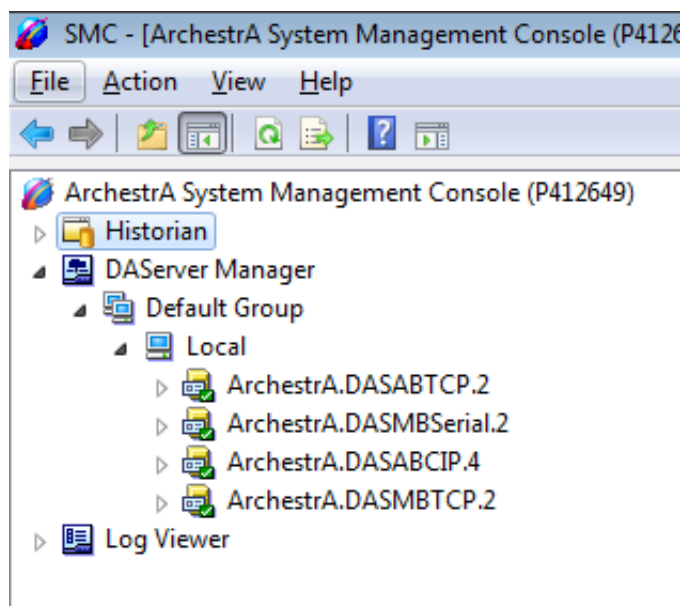 SMC - [ArchestrA System Management Console (P4126
File Action View Help
ArchestrA System Management Console (P412649)
Historian
DAServer Manager
Default Group
Local
ArchestrA.DASABTCP.2
ArchestrA.DASMBSerial.2
ArchestrA.DASABCIP.4
ArchestrA.DASMBTCP.2
Log Viewer